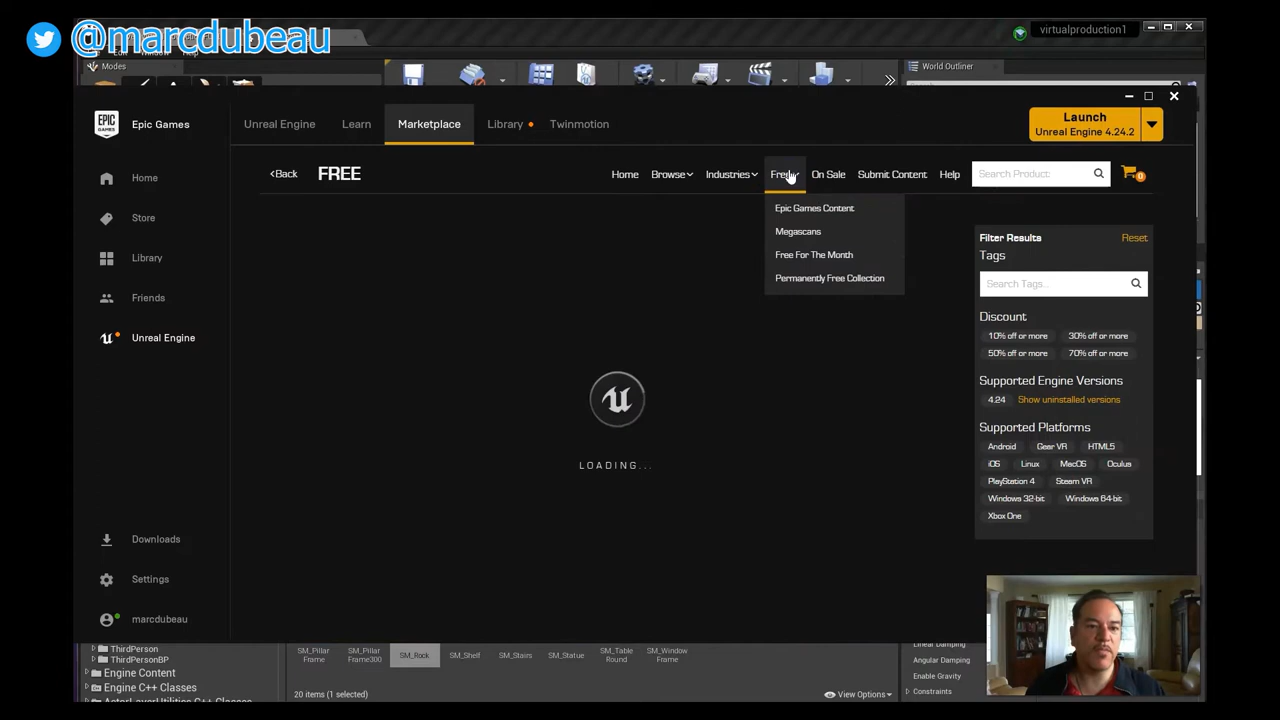 @marcdubeau
virtualproduction1
Modes
World Outliner
EPIC GAMES
Epic Games
Unreal Engine
Learn
Marketplace
Library
Twinmotion
Launch
Unreal Engine 4.24.2
<Back
FREE
Home
Browse
Industries
Free
On Sale
Submit Content
Help
Search Product
0
Home
Store
Library
Friends
Unreal Engine
Epic Games Content
Megascans
Free For The Month
Permanently Free Collection
Filter Results
Reset
Tags
Search Tags...
Discount
10% off or more
30% off or more
50% off or more
70% off or more
Supported Engine Versions
4.24
Show uninstalled versions
Supported Platforms
Android
Gear VR
HTML5
iOS
Linux
MacOS
Oculus
PlayStation 4
Steam VR
Windows 32-bit
Windows 64-bit
Xbox One
LOADING...
Downloads
Settings
marcdubeau
ThirdPerson
ThirdPersonBP
Engine Content
Engine C++ Classes
SM_Pillar
Frame
SM_Pillar
Frame300
SM_Rock
SM_Shelf
SM_Stairs
SM_Statue
SM_Table
Round
SM_Window
Frame
20 items (1 selected)
View Options
Linear Damping
Angular Damping
Enable Gravity
Constraints